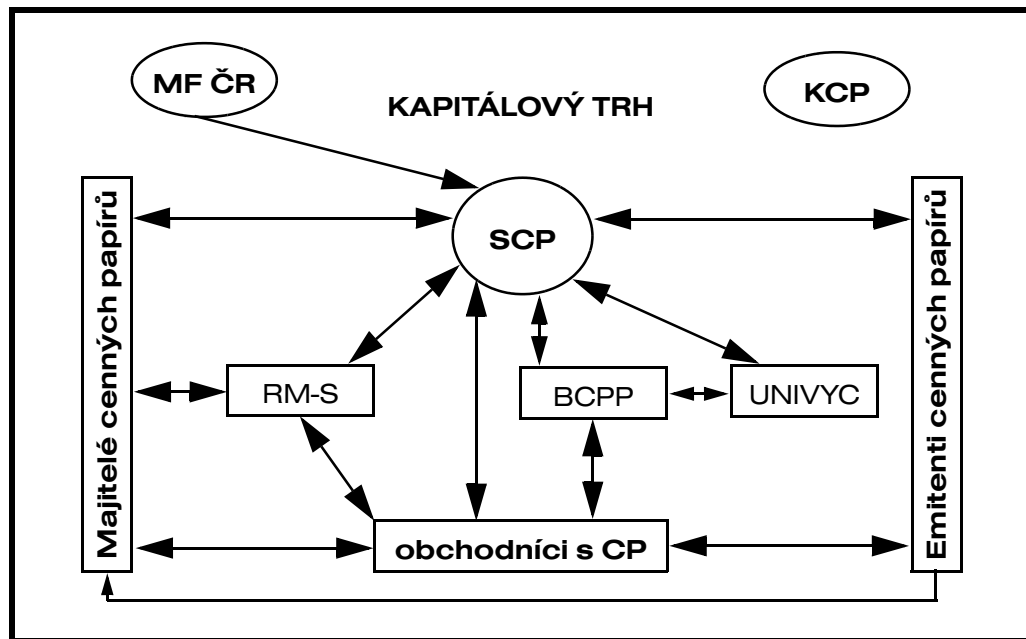 MF ČR
KCP
KAPITÁLOVÝ TRH
Majitelé cenných papírů
SCP
Emitenti cenných papírů
RM-S
BCPP
UNIVYC
obchodníci s CP